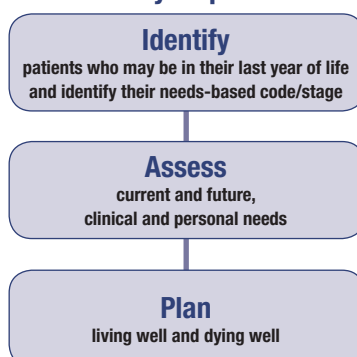 Identify
patients who may be in their last year of life
and identify their needs-based code/stage
Assess
current and future,
clinical and personal needs
Plan
living well and dying well